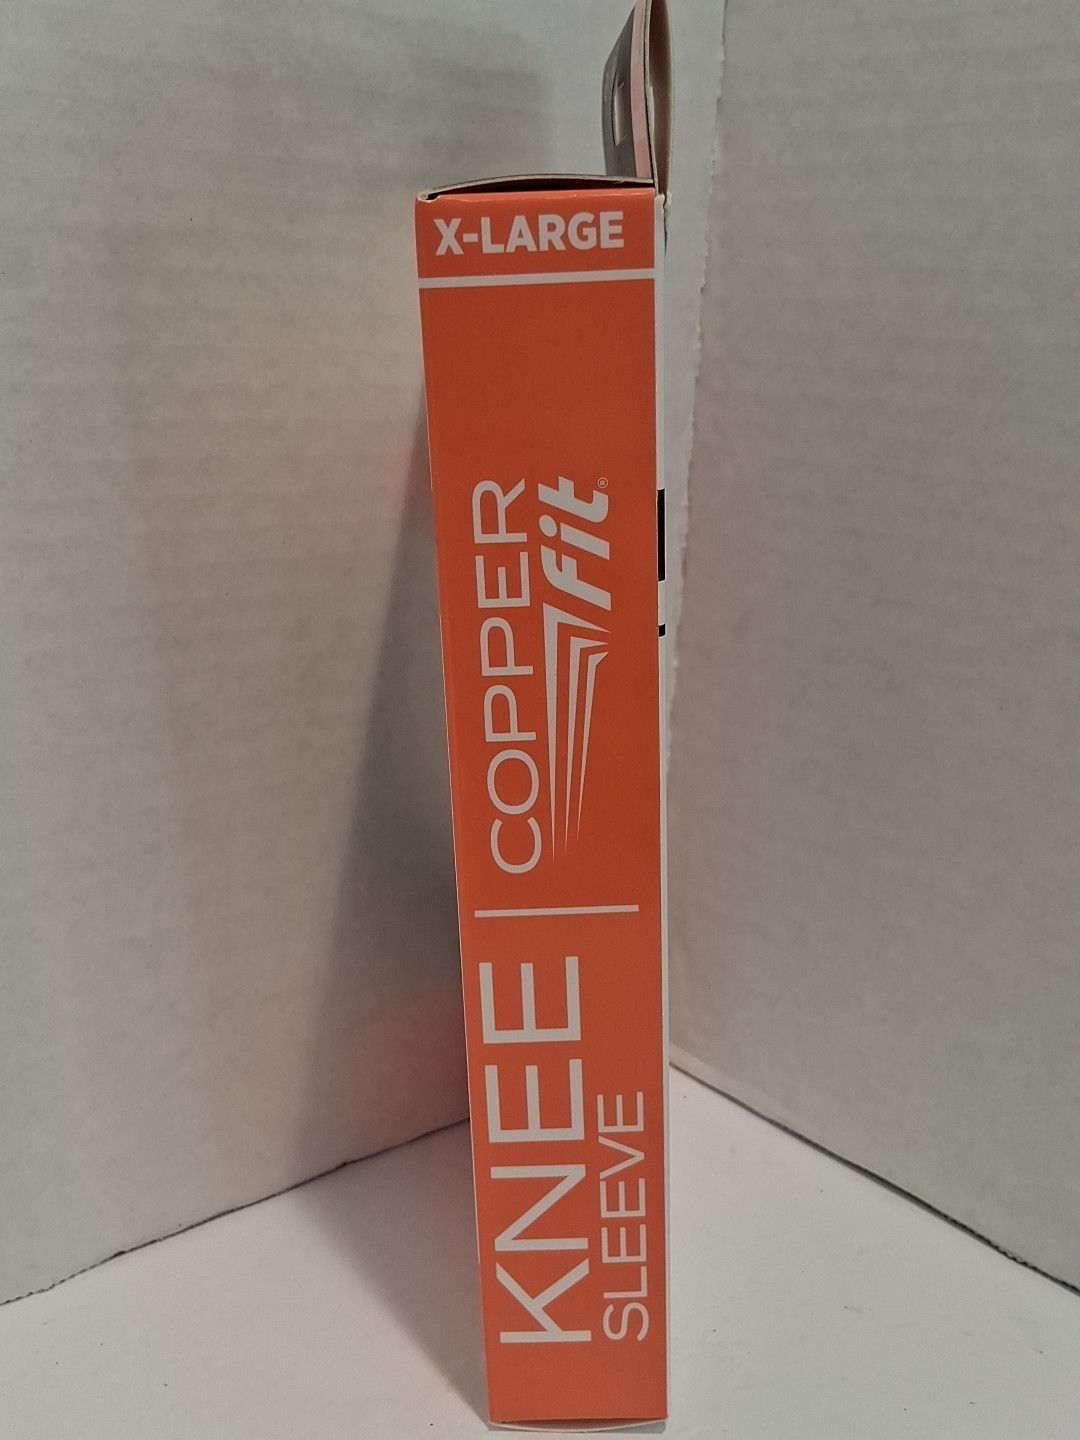 X-LARGE
KNEE
SLEEVE
COPPER
fit®